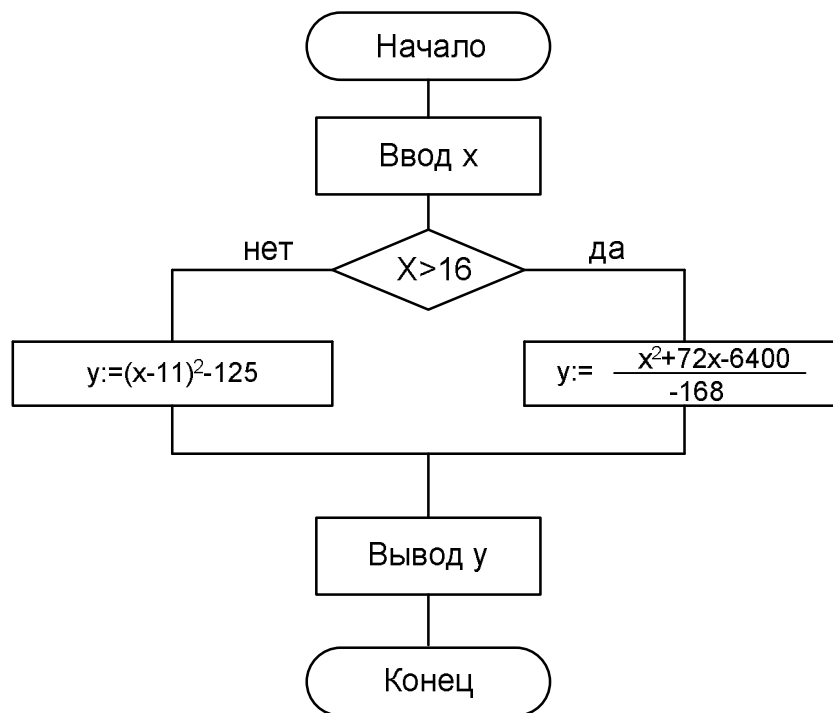 Начало
Ввод x
нет
X>16
да
y:=(x-11)²-125
y:= x²+72x-6400
-168
Вывод y
Конец